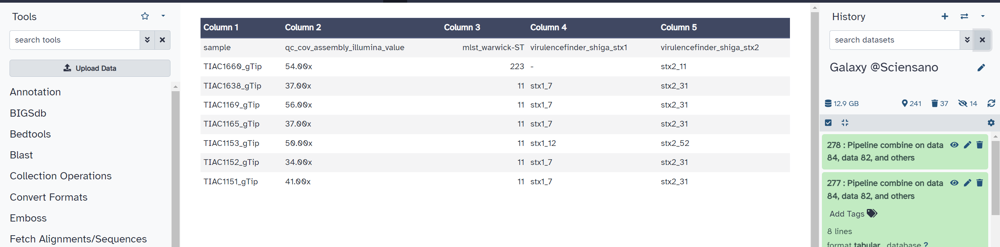 Tools
search tools
Upload Data
Annotation
BIGSdb
Bedtools
Blast
Collection Operations
Convert Formats
Emboss
Fetch Alignments/Sequences
Column 1 Column 2 Column 3 Column 4 Column 5
sample qc_cov_assembly_illumina_value mlst_warwick-ST virulencefinder_shiga_stx1 virulencefinder_shiga_stx2
TIAC1660_gTip 54.00x 223 - stx2_11
TIAC1638_gTip 37.00x 11 stx1_7 stx2_31
TIAC1169_gTip 56.00x 11 stx1_7 stx2_31
TIAC1165_gTip 37.00x 11 stx1_7 stx2_31
TIAC1153_gTip 50.00x 11 stx1_12 stx2_52
TIAC1152_gTip 34.00x 11 stx1_7 stx2_31
TIAC1151_gTip 41.00x 11 stx1_7 stx2_31
History
search datasets
Galaxy @Sciensano
12.9 GB 241 37 14
278 : Pipeline combine on data
84, data 82, and others
277 : Pipeline combine on data
84, data 82, and others
Add Tags
8 lines
format tabular, database ?